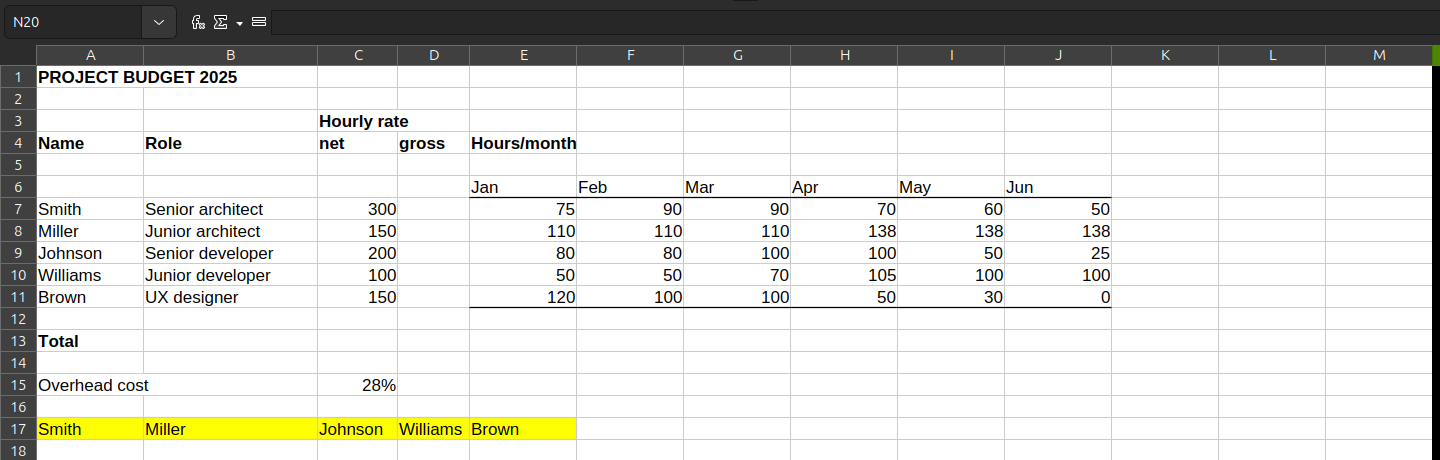 N20
A B C D E F G H I J K L M
1 PROJECT BUDGET 2025
2
3 Hourly rate
4 Name Role net gross Hours/month
5
6 Jan Feb Mar Apr May Jun
7 Smith Senior architect 300 75 90 90 70 60 50
8 Miller Junior architect 150 110 110 110 138 138 138
9 Johnson Senior developer 200 80 80 100 100 50 25
10 Williams Junior developer 100 50 50 70 105 100 100
11 Brown UX designer 150 120 100 100 50 30 0
12
13 Total
14
15 Overhead cost 28%
16
17 Smith Miller Johnson Williams Brown
18